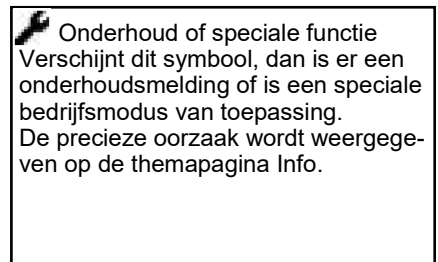 Onderhoud of speciale functie
Verschijnt dit symbool, dan is er een
onderhoudsmelding of is een speciale
bedrijfsmodus van toepassing.
De precieze oorzaak wordt weergege-
ven op de themapagina Info.